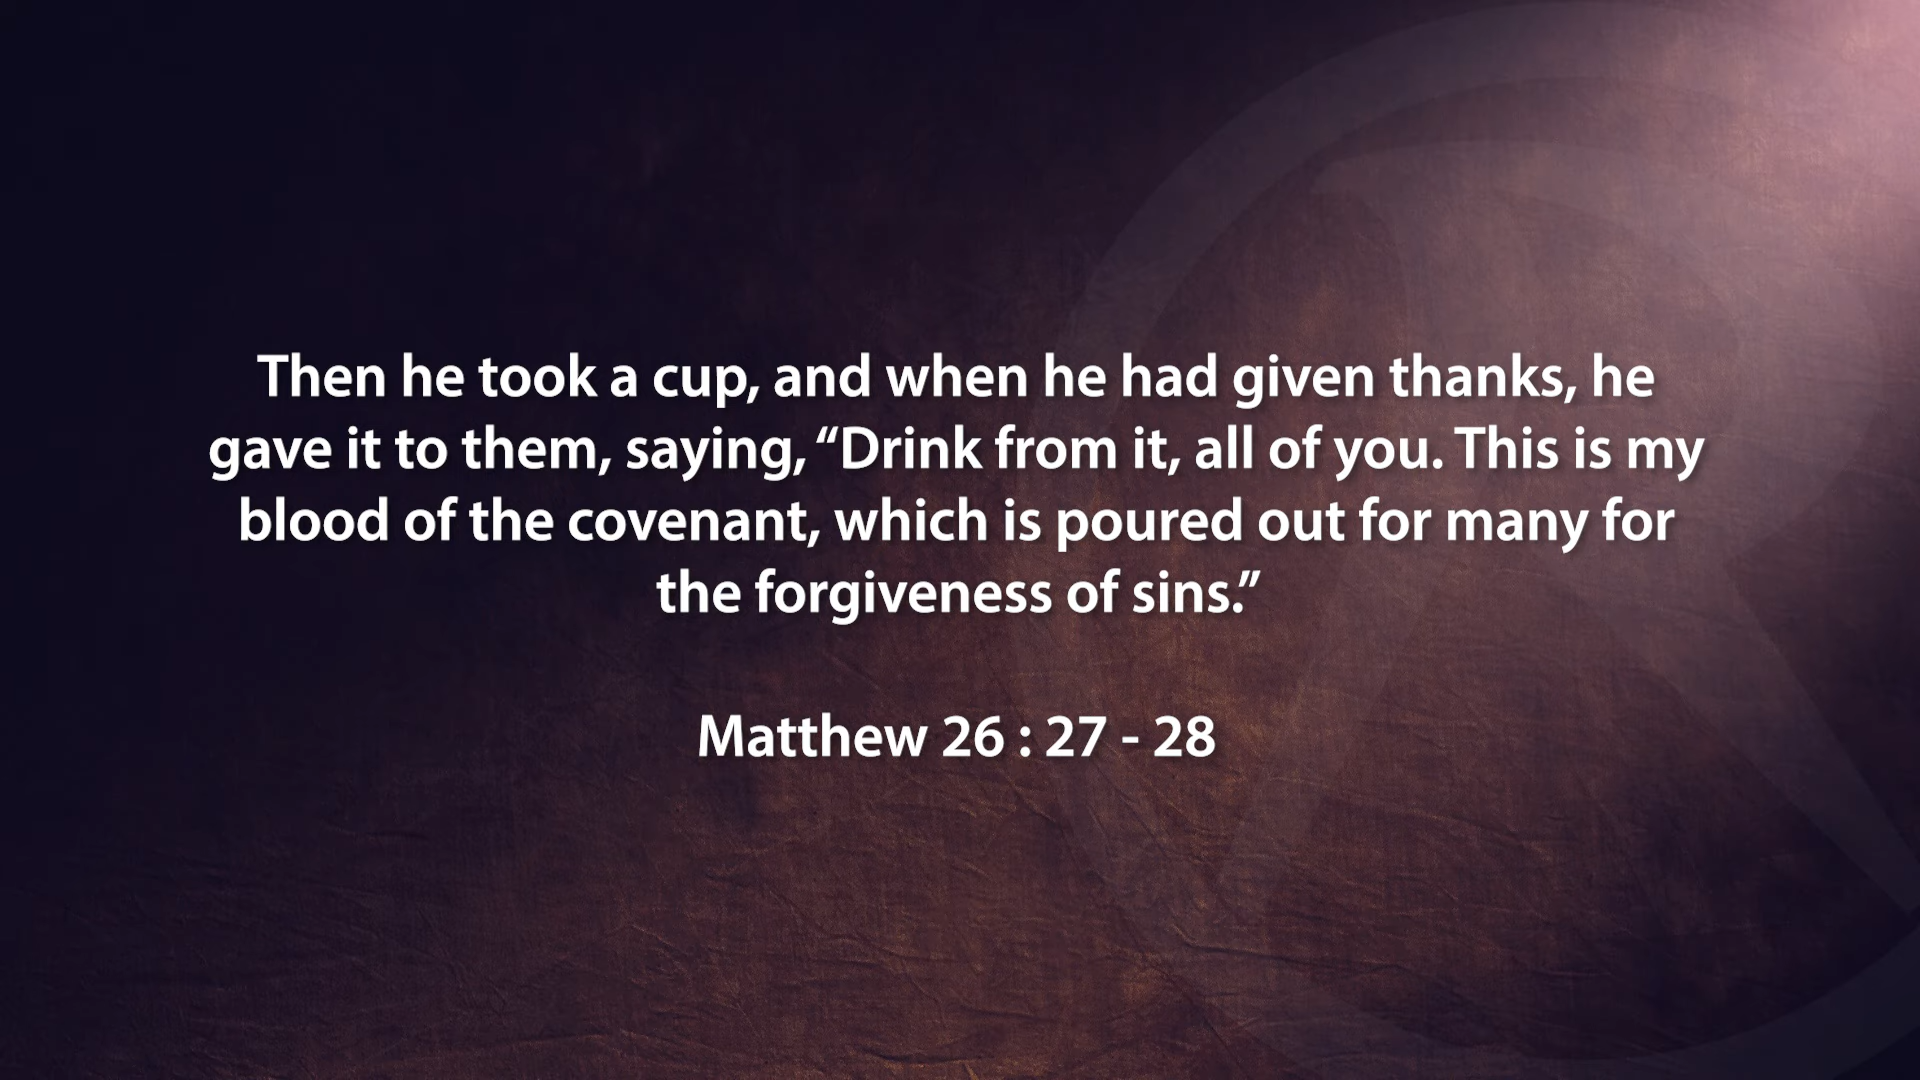 Then he took a cup, and when he had given thanks, he
gave it to them, saying, “Drink from it, all of you. This is my
blood of the covenant, which is poured out for many for
the forgiveness of sins.”
Matthew 26 : 27 - 28